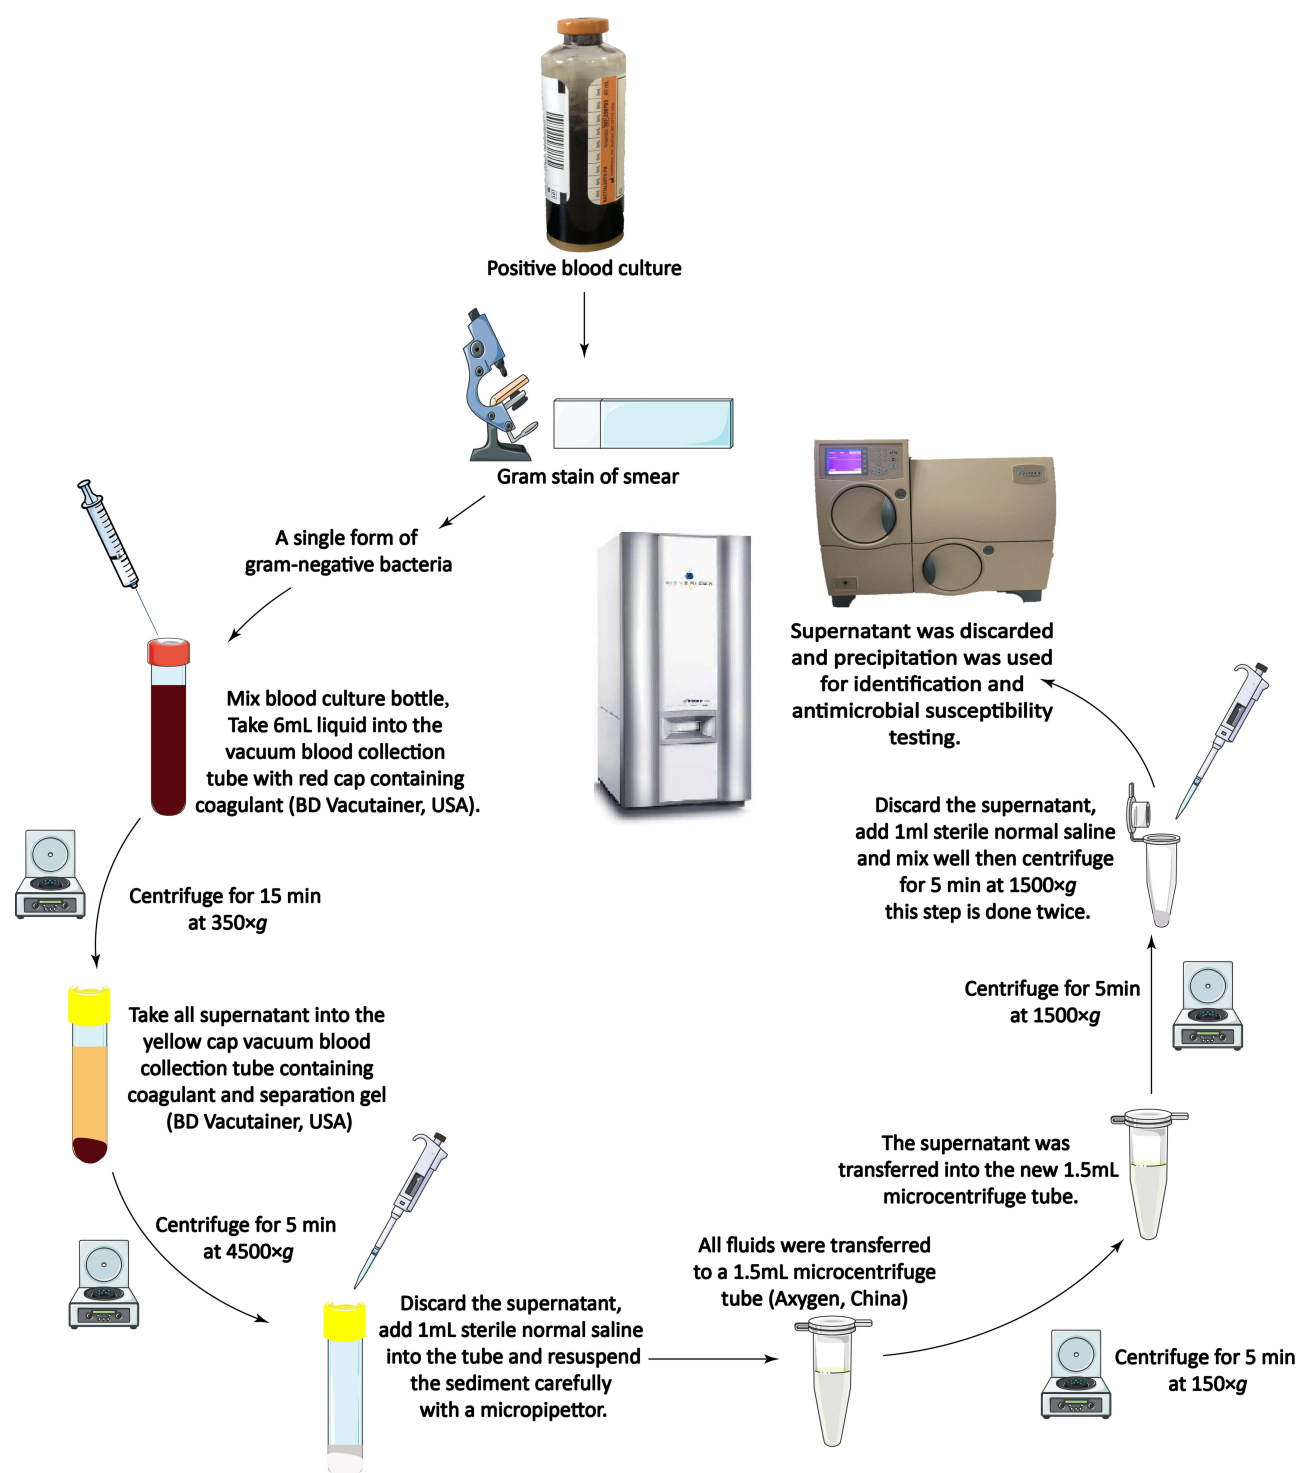 Positive blood culture
Gram stain of smear
A single form of
gram-negative bacteria
Mix blood culture bottle,
Take 6mL liquid into the
vacuum blood collection
tube with red cap containing
coagulant (BD Vacutainer, USA).
Centrifuge for 15 min
at 350×g
Take all supernatant into the
yellow cap vacuum blood
collection tube containing
coagulant and separation gel
(BD Vacutainer, USA)
Centrifuge for 5 min
at 4500×g
Discard the supernatant,
add 1mL sterile normal saline
into the tube and resuspend
the sediment carefully
with a micropipettor.
All fluids were transferred
to a 1.5mL microcentrifuge
tube (Axygen, China)
Centrifuge for 5 min
at 150×g
The supernatant was
transferred into the new 1.5mL
microcentrifuge tube.
Centrifuge for 5min
at 1500×g
Discard the supernatant,
add 1ml sterile normal saline
and mix well then centrifuge
for 5 min at 1500×g
this step is done twice.
Supernatant was discarded
and precipitation was used
for identification and
antimicrobial susceptibility
testing.